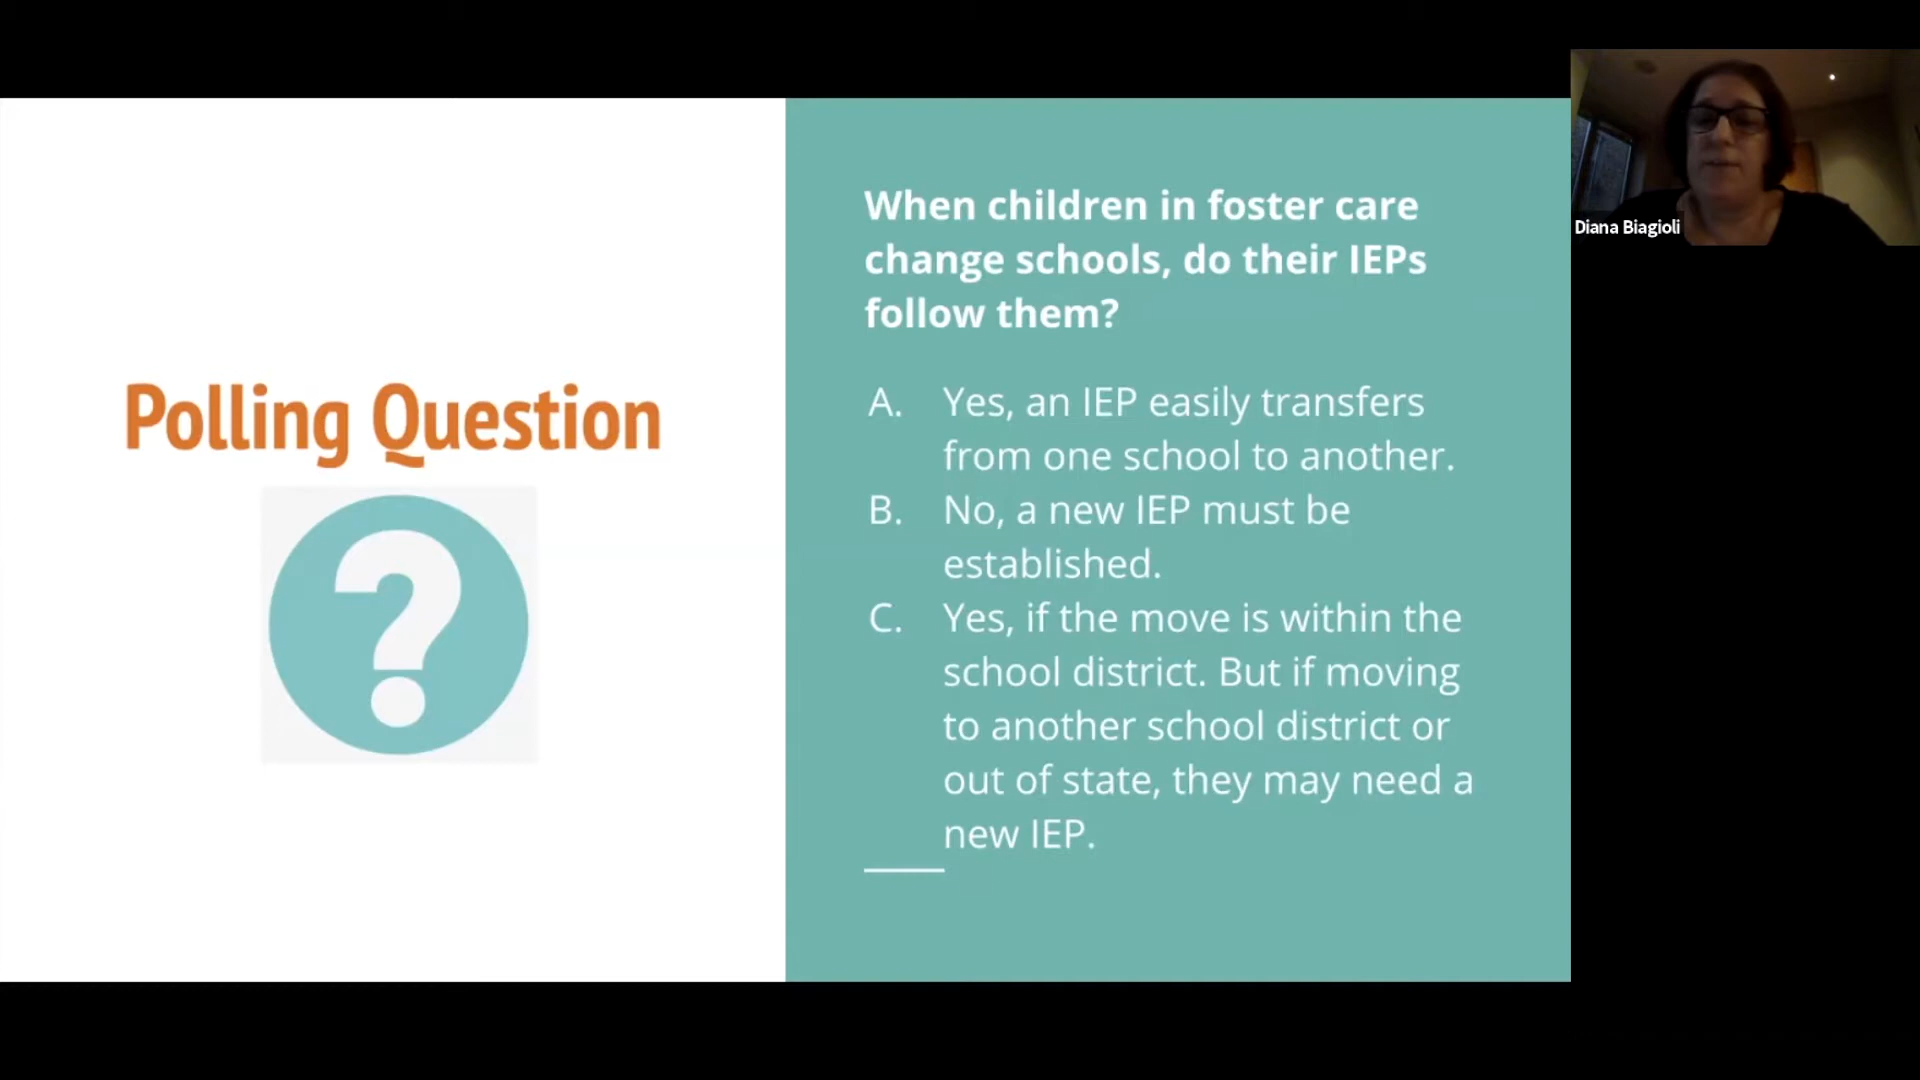 Polling Question
?
When children in foster care
change schools, do their IEPs
follow them?
A. Yes, an IEP easily transfers
from one school to another.
B. No, a new IEP must be
established.
C. Yes, if the move is within the
school district. But if moving
to another school district or
out of state, they may need a
new IEP.
Diana Biagioli